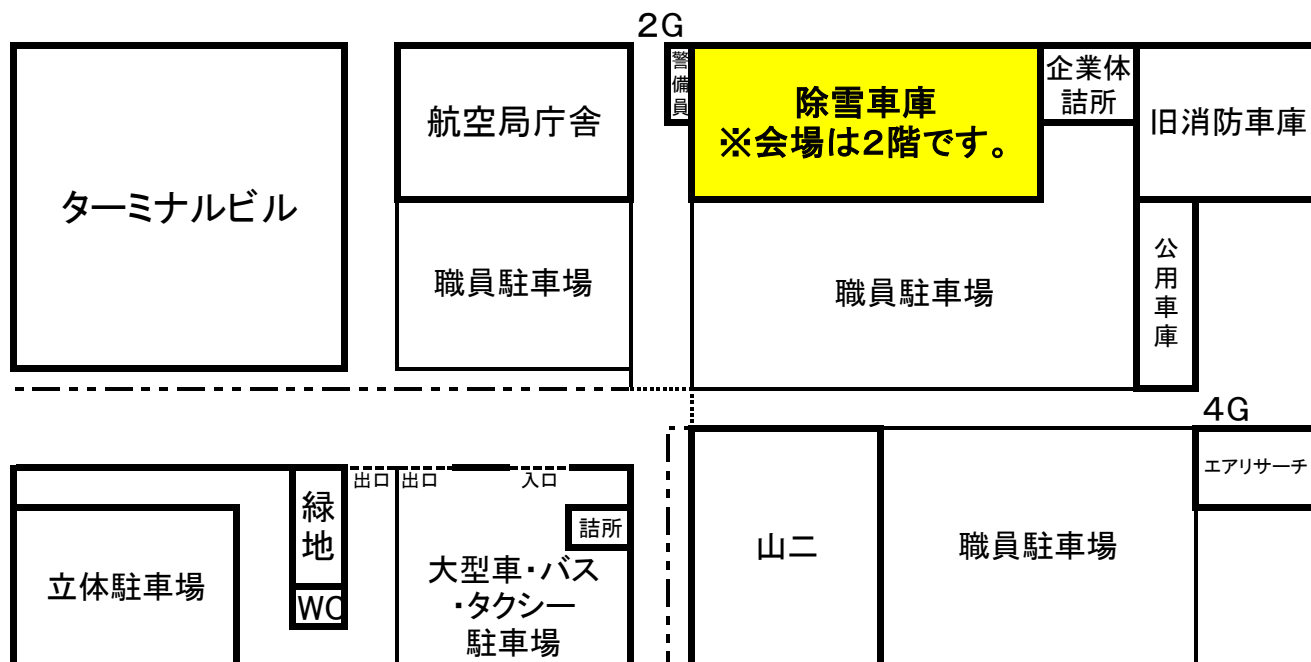 2G
警備員
除雪車庫
※会場は2階です。
企業体
詰所
旧消防車庫
航空局庁舎
ターミナルビル
職員駐車場
職員駐車場
公用車庫
4G
エアリサーチ
出口
出口
入口
緑地
詰所
山二
職員駐車場
立体駐車場
WC
大型車・バス
・タクシー
駐車場